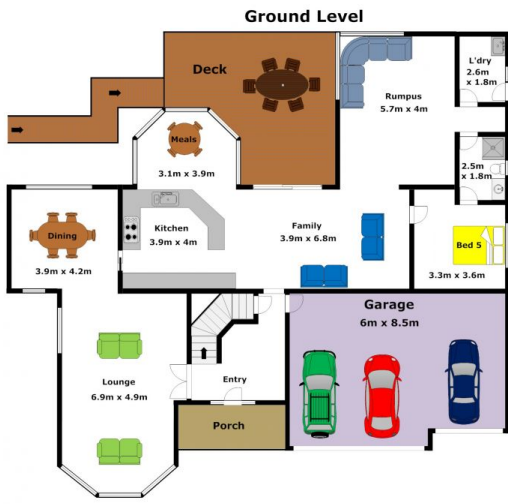 Ground Level
Deck
L'dry
2.6m
x 1.8m
Rumpus
5.7m x 4m
Meals
3.1m x 3.9m
2.5m
x 1.8m
Kitchen
3.9m x 4m
Family
3.9m x 6.8m
Dining
3.9m x 4.2m
Bed 5
3.3m x 3.6m
Garage
6m x 8.5m
Lounge
6.9m x 4.9m
Entry
Porch